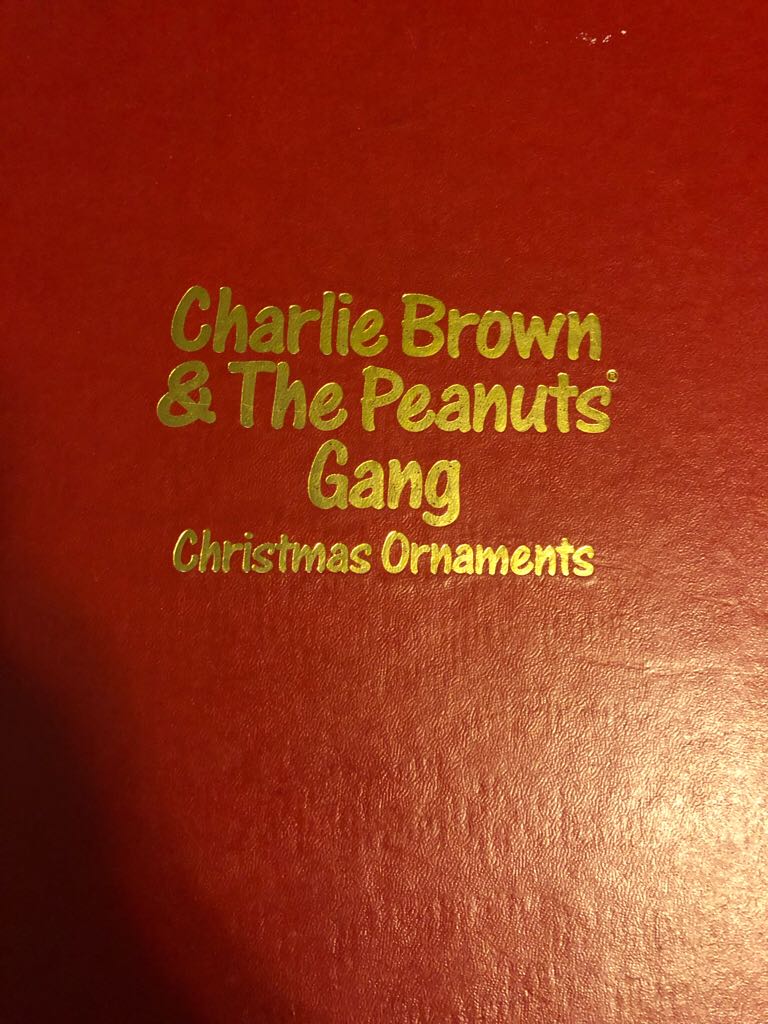 Charlie Brown
& The Peanuts®
Gang
Christmas Ornaments